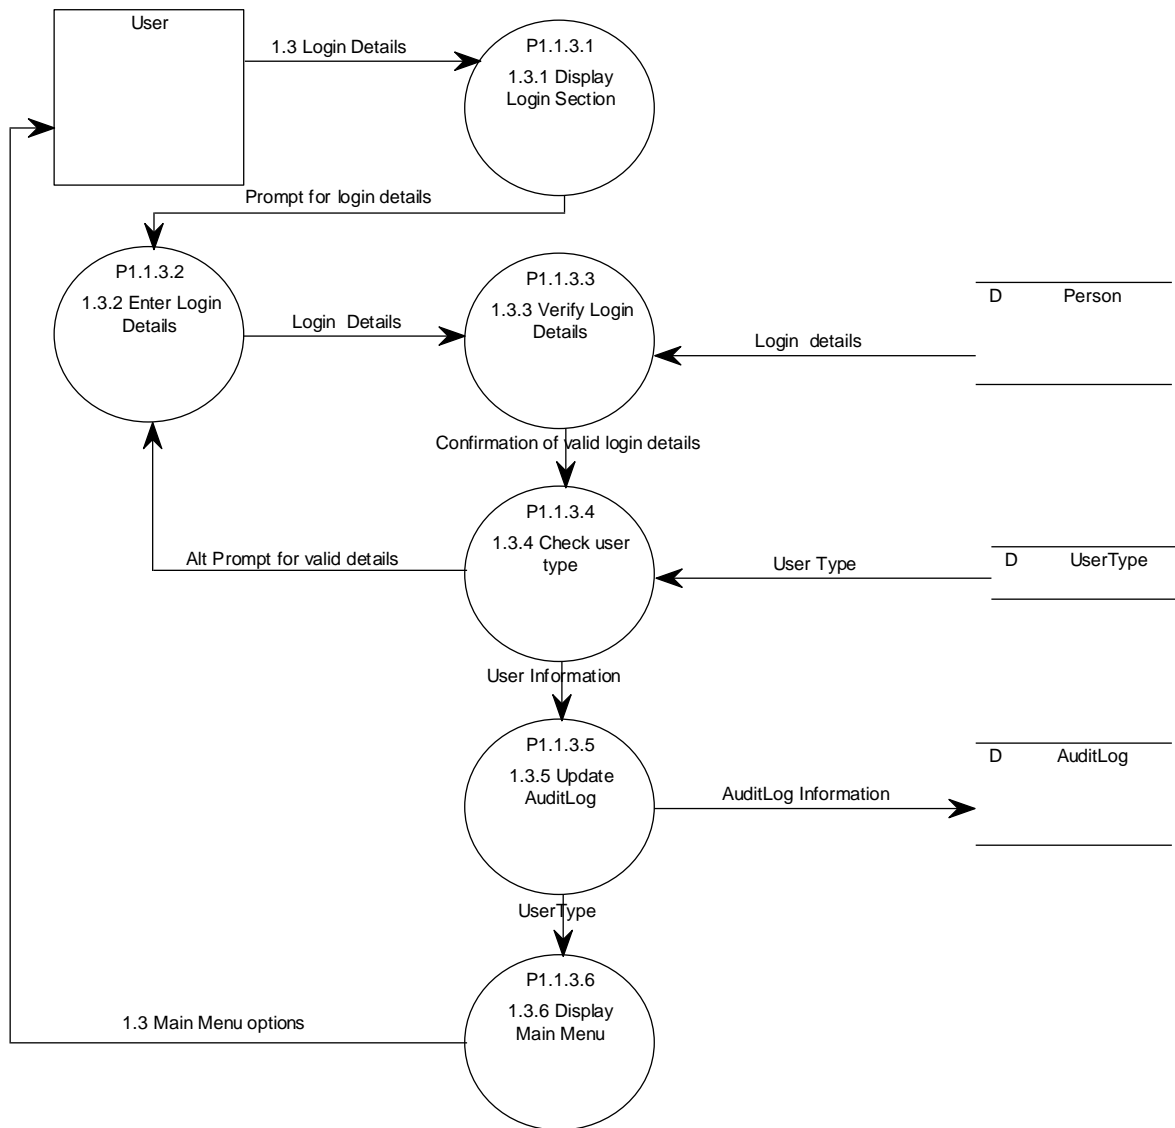 User
P1.1.3.1
1.3 Login Details
1.3.1 Display
Login Section
Prompt for login details
P1.1.3.2
1.3.2 Enter Login
Details
Login  Details
P1.1.3.3
1.3.3 Verify Login
Details
D Person
Login  details
Confirmation of valid login details
P1.1.3.4
1.3.4 Check user
type
Alt Prompt for valid details
User Type
D UserType
User Information
P1.1.3.5
1.3.5 Update
AuditLog
AuditLog Information
D AuditLog
UserType
P1.1.3.6
1.3.6 Display
Main Menu
1.3 Main Menu options